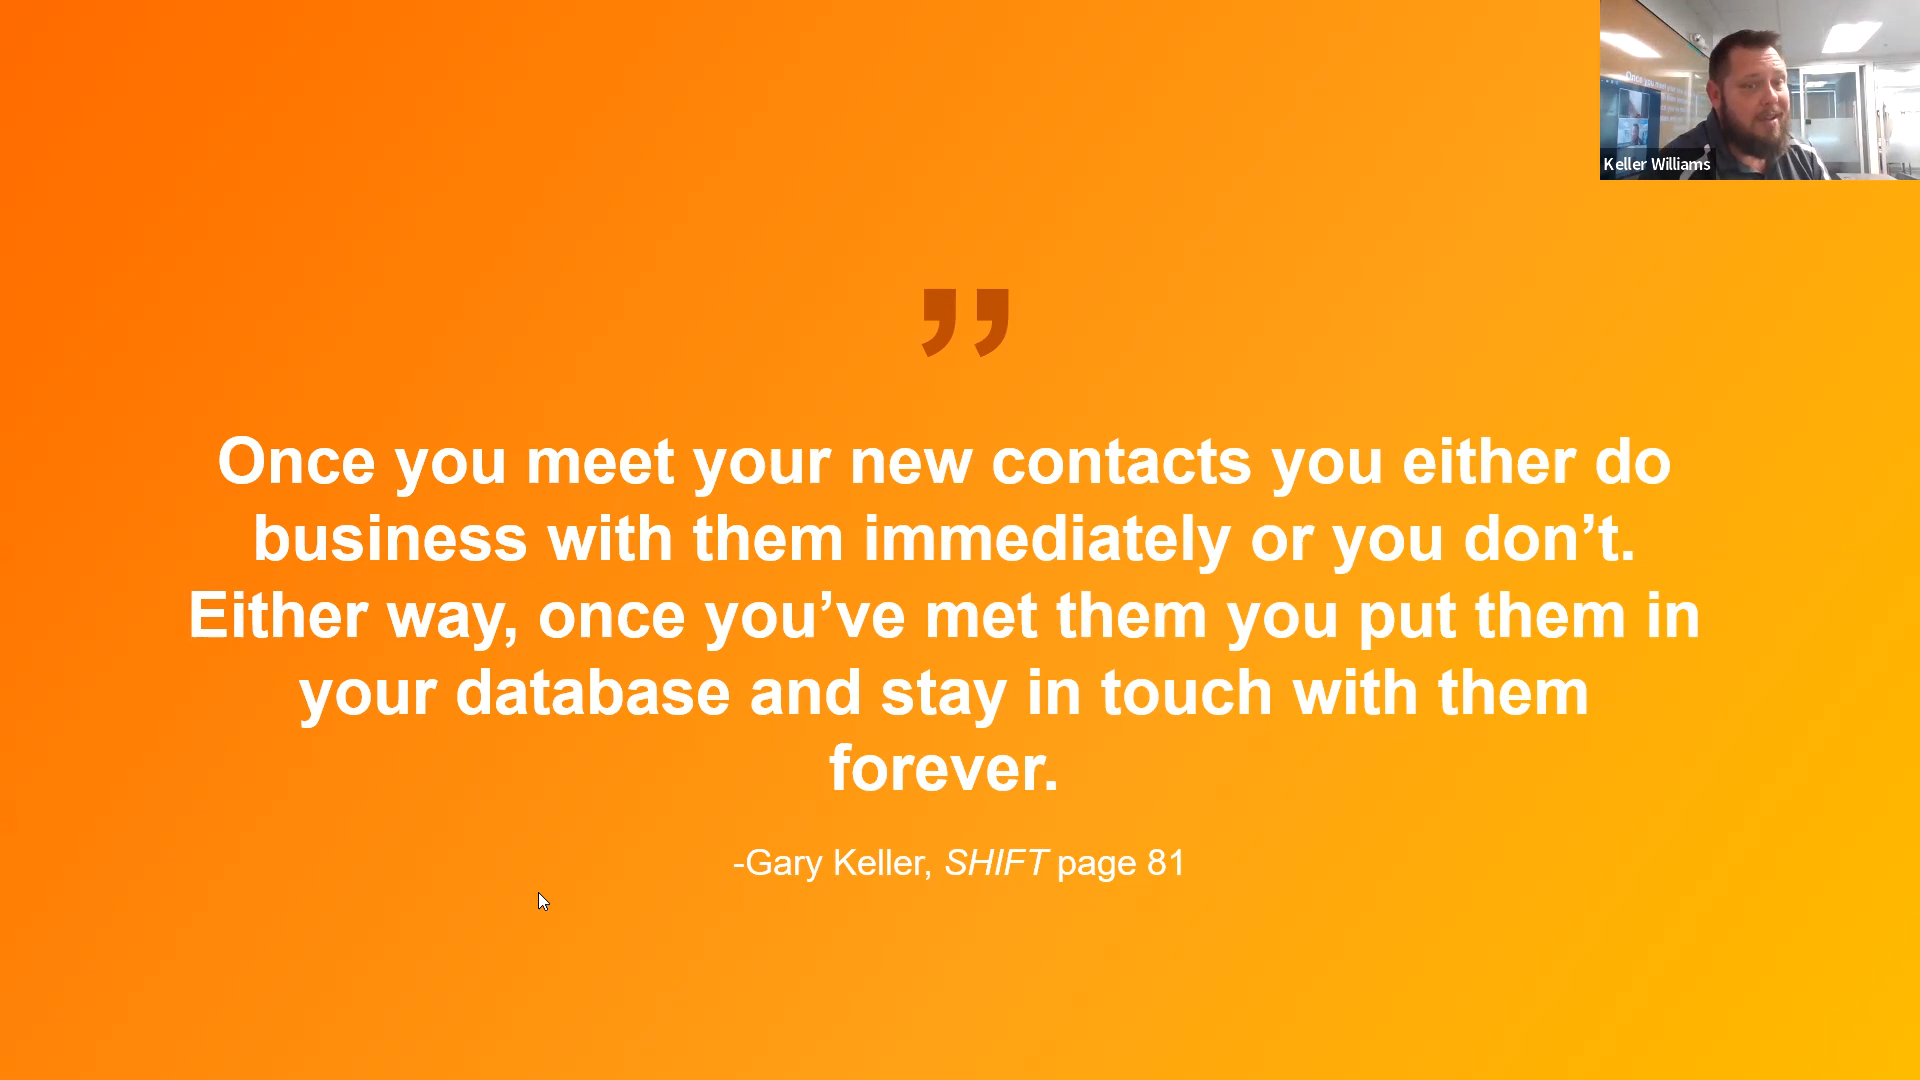 Keller Williams
”
Once you meet your new contacts you either do
business with them immediately or you don’t.
Either way, once you’ve met them you put them in
your database and stay in touch with them
forever.
-Gary Keller, SHIFT page 81